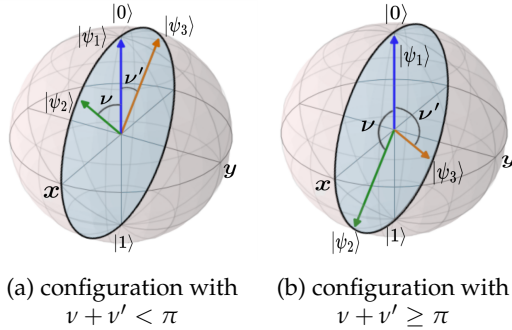 |0⟩ |0⟩
|ψ₁⟩ |ψ₃⟩ |ψ₁⟩
|ψ₂⟩ ν ν′ ν ν′
x y x |ψ₃⟩ y
|1⟩ |ψ₂⟩ |1⟩
(a) configuration with
ν + ν′ < π
(b) configuration with
ν + ν′ ≥ π